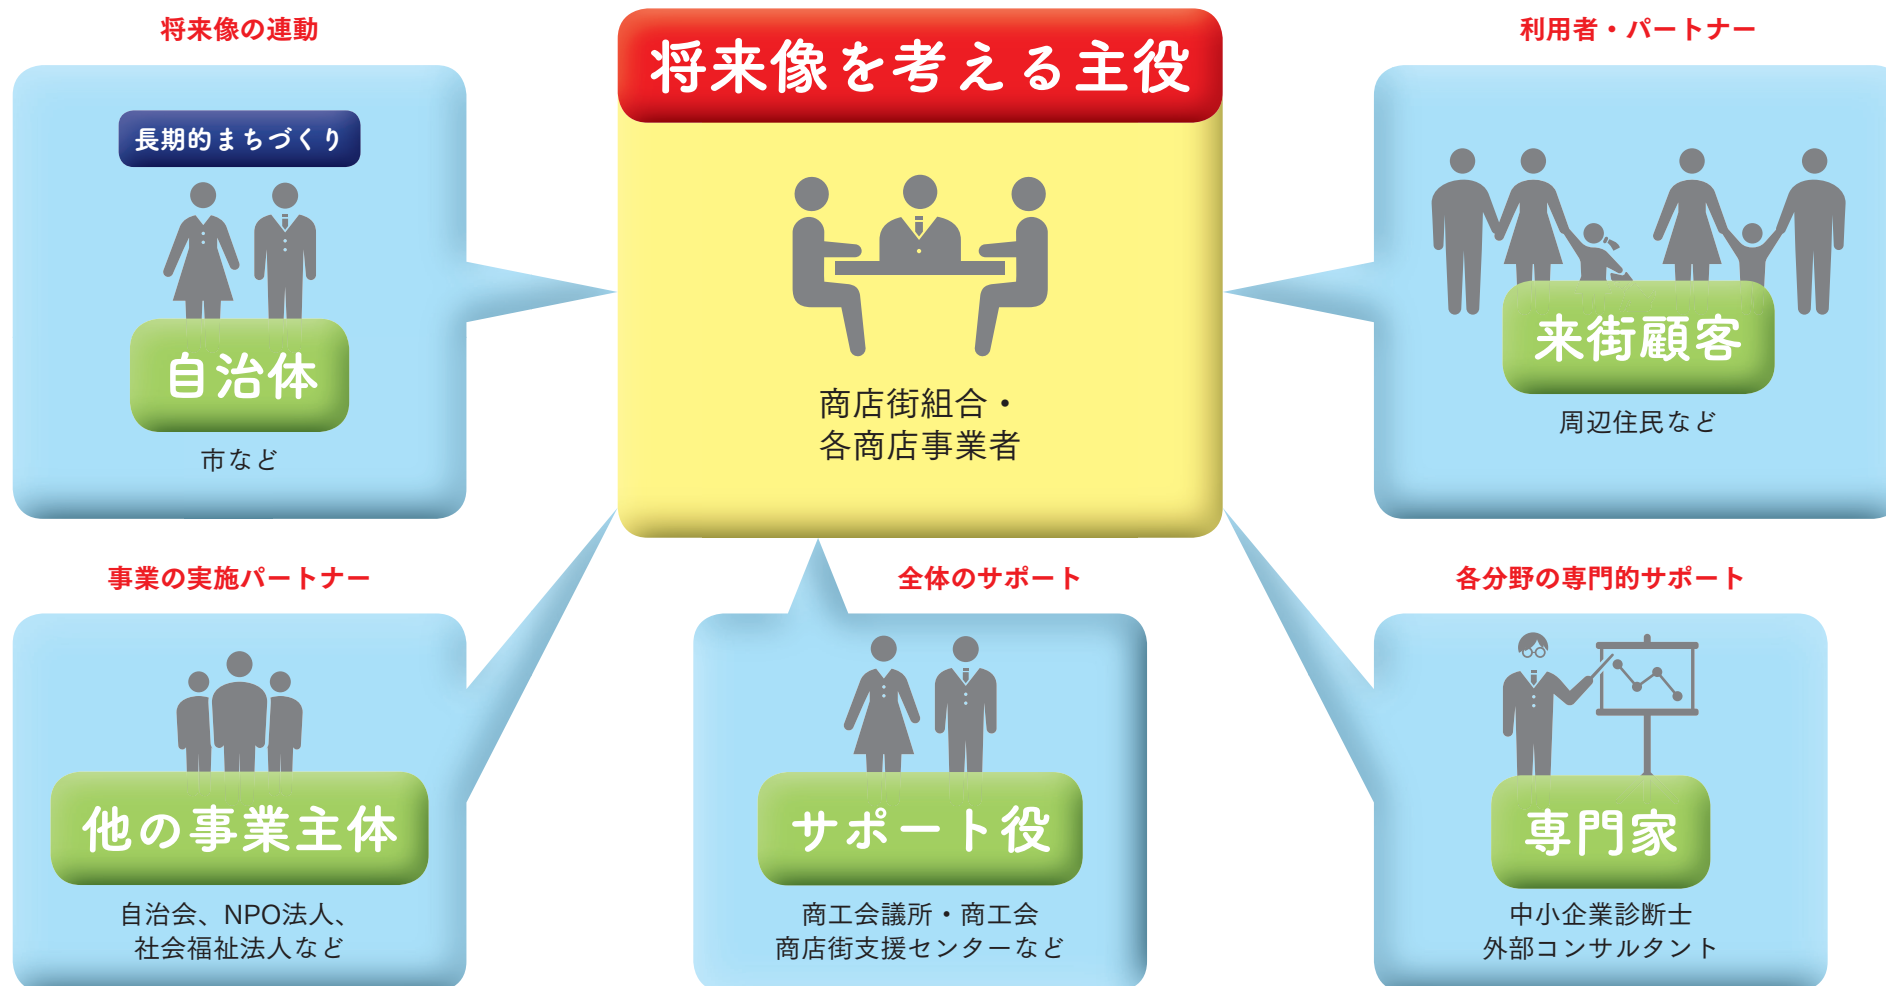 将来像の連動
長期的まちづくり
自治体
市など
将来像を考える主役
商店街組合・
各商店事業者
利用者・パートナー
来街顧客
周辺住民など
事業の実施パートナー
他の事業主体
自治会、NPO法人、
社会福祉法人など
全体のサポート
サポート役
商工会議所・商工会
商店街支援センターなど
各分野の専門的サポート
専門家
中小企業診断士
外部コンサルタント